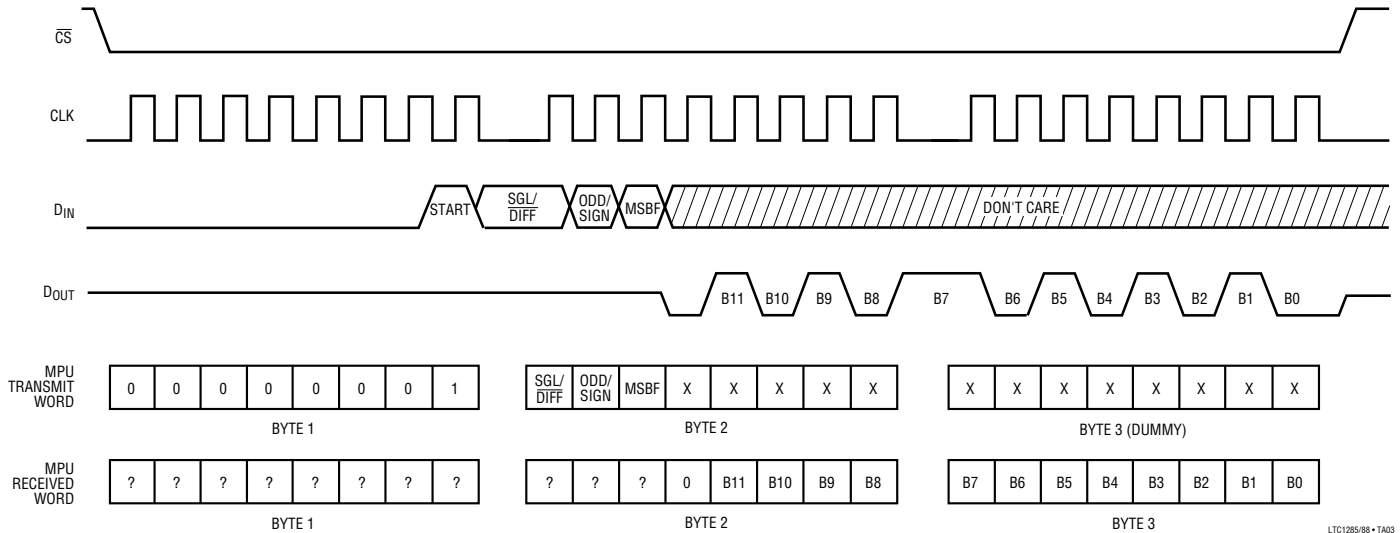 CS
CLK
DIN
START SGL/ DIFF ODD/ SIGN MSBF DON'T CARE
DOUT
B11 B10 B9 B8 B7 B6 B5 B4 B3 B2 B1 B0
MPU
TRANSMIT
WORD
0 0 0 0 0 0 0 1
SGL/ DIFF ODD/ SIGN MSBF X X X X X
X X X X X X X X
BYTE 1
BYTE 2
BYTE 3 (DUMMY)
MPU
RECEIVED
WORD
? ? ? ? ? ? ? ?
? ? ? 0 B11 B10 B9 B8
B7 B6 B5 B4 B3 B2 B1 B0
BYTE 1
BYTE 2
BYTE 3
LTC1285/88 • TA03